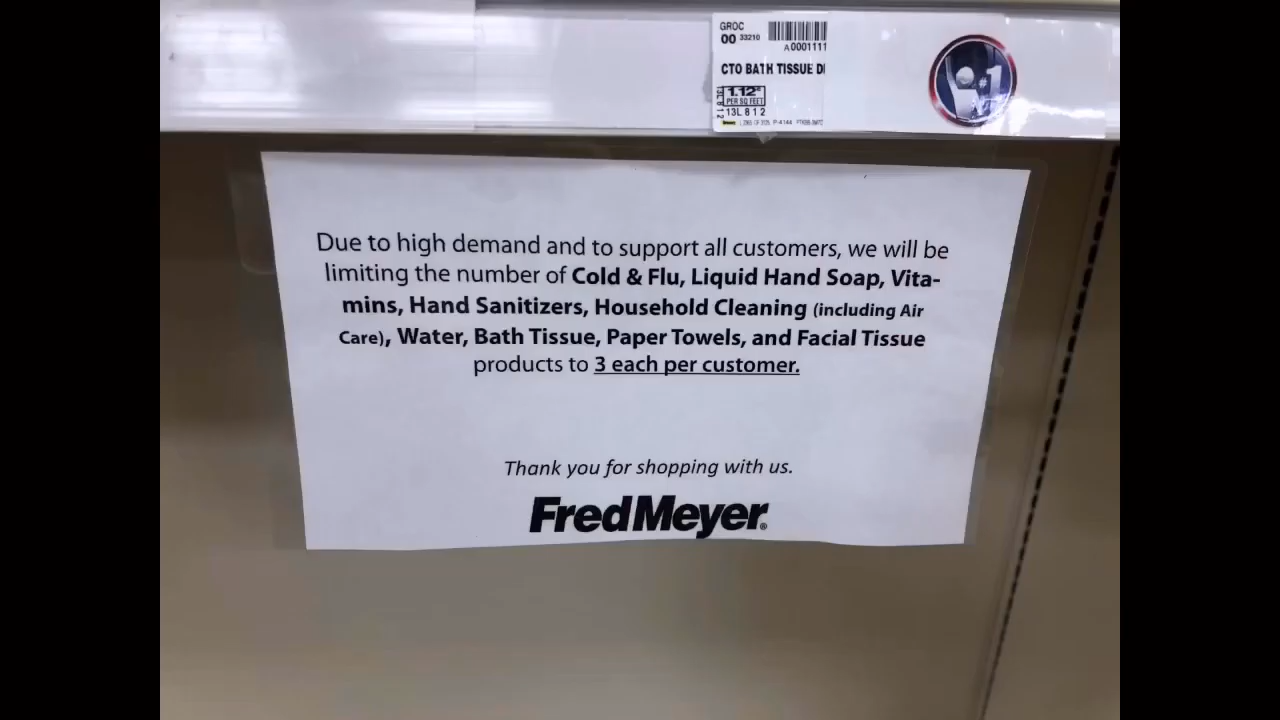 GROC
00 33210
A0001111
CTO BATH TISSUE
1.12
PER SQ FEET
13L 8 1 2
#1
Due to high demand and to support all customers, we will be
limiting the number of Cold & Flu, Liquid Hand Soap, Vita-
mins, Hand Sanitizers, Household Cleaning (including Air
Care), Water, Bath Tissue, Paper Towels, and Facial Tissue
products to 3 each per customer.
Thank you for shopping with us.
FredMeyer®